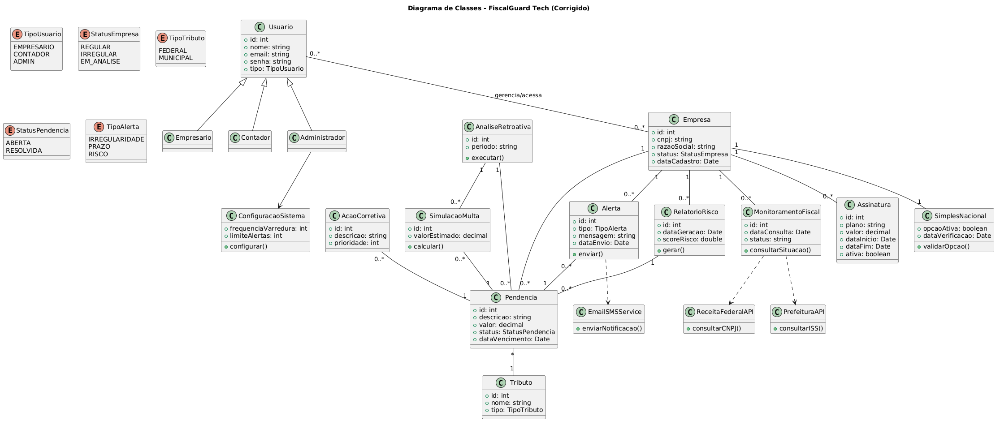 Diagrama de Classes - FiscalGuard Tech (Corrigido)
E TipoUsuario
EMPRESARIO
CONTADOR
ADMIN
E StatusEmpresa
REGULAR
IRREGULAR
EM_ANALISE
E TipoTributo
FEDERAL
MUNICIPAL
C Usuario
id: int
nome: string
email: string
senha: string
tipo: TipoUsuario
0..*
gerencia/acessa
0..*
E StatusPendencia
ABERTA
RESOLVIDA
E TipoAlerta
IRREGULARIDADE
PRAZO
RISCO
C Empresario
C Contador
C Administrador
C AnaliseRetroativa
id: int
periodo: string
executar()
1
1
C Empresa
id: int
cnpj: string
razaoSocial: string
status: StatusEmpresa
dataCadastro: Date
1
1
1
1
1
1
0..*
0..*
0..*
0..*
0..*
1
C ConfiguracaoSistema
frequenciaVarredura: int
limiteAlertas: int
configurar()
C AcaoCorretiva
id: int
descricao: string
prioridade: int
C SimulacaoMulta
id: int
valorEstimado: decimal
calcular()
C Alerta
id: int
tipo: TipoAlerta
mensagem: string
dataEnvio: Date
enviar()
C RelatorioRisco
id: int
dataGeracao: Date
scoreRisco: double
gerar()
C MonitoramentoFiscal
id: int
dataConsulta: Date
status: string
consultarSituacao()
C Assinatura
id: int
plano: string
valor: decimal
dataInicio: Date
dataFim: Date
ativa: boolean
C SimplesNacional
opcaoAtiva: boolean
dataVerificacao: Date
validarOpcao()
0..*
0..*
0..*
1
1
1
0..*
0..*
1
0..*
C Pendencia
id: int
descricao: string
valor: decimal
status: StatusPendencia
dataVencimento: Date
C EmailSMSService
enviarNotificacao()
C ReceitaFederalAPI
consultarCNPJ()
C PrefeituraAPI
consultarISS()
*
1
C Tributo
id: int
nome: string
tipo: TipoTributo